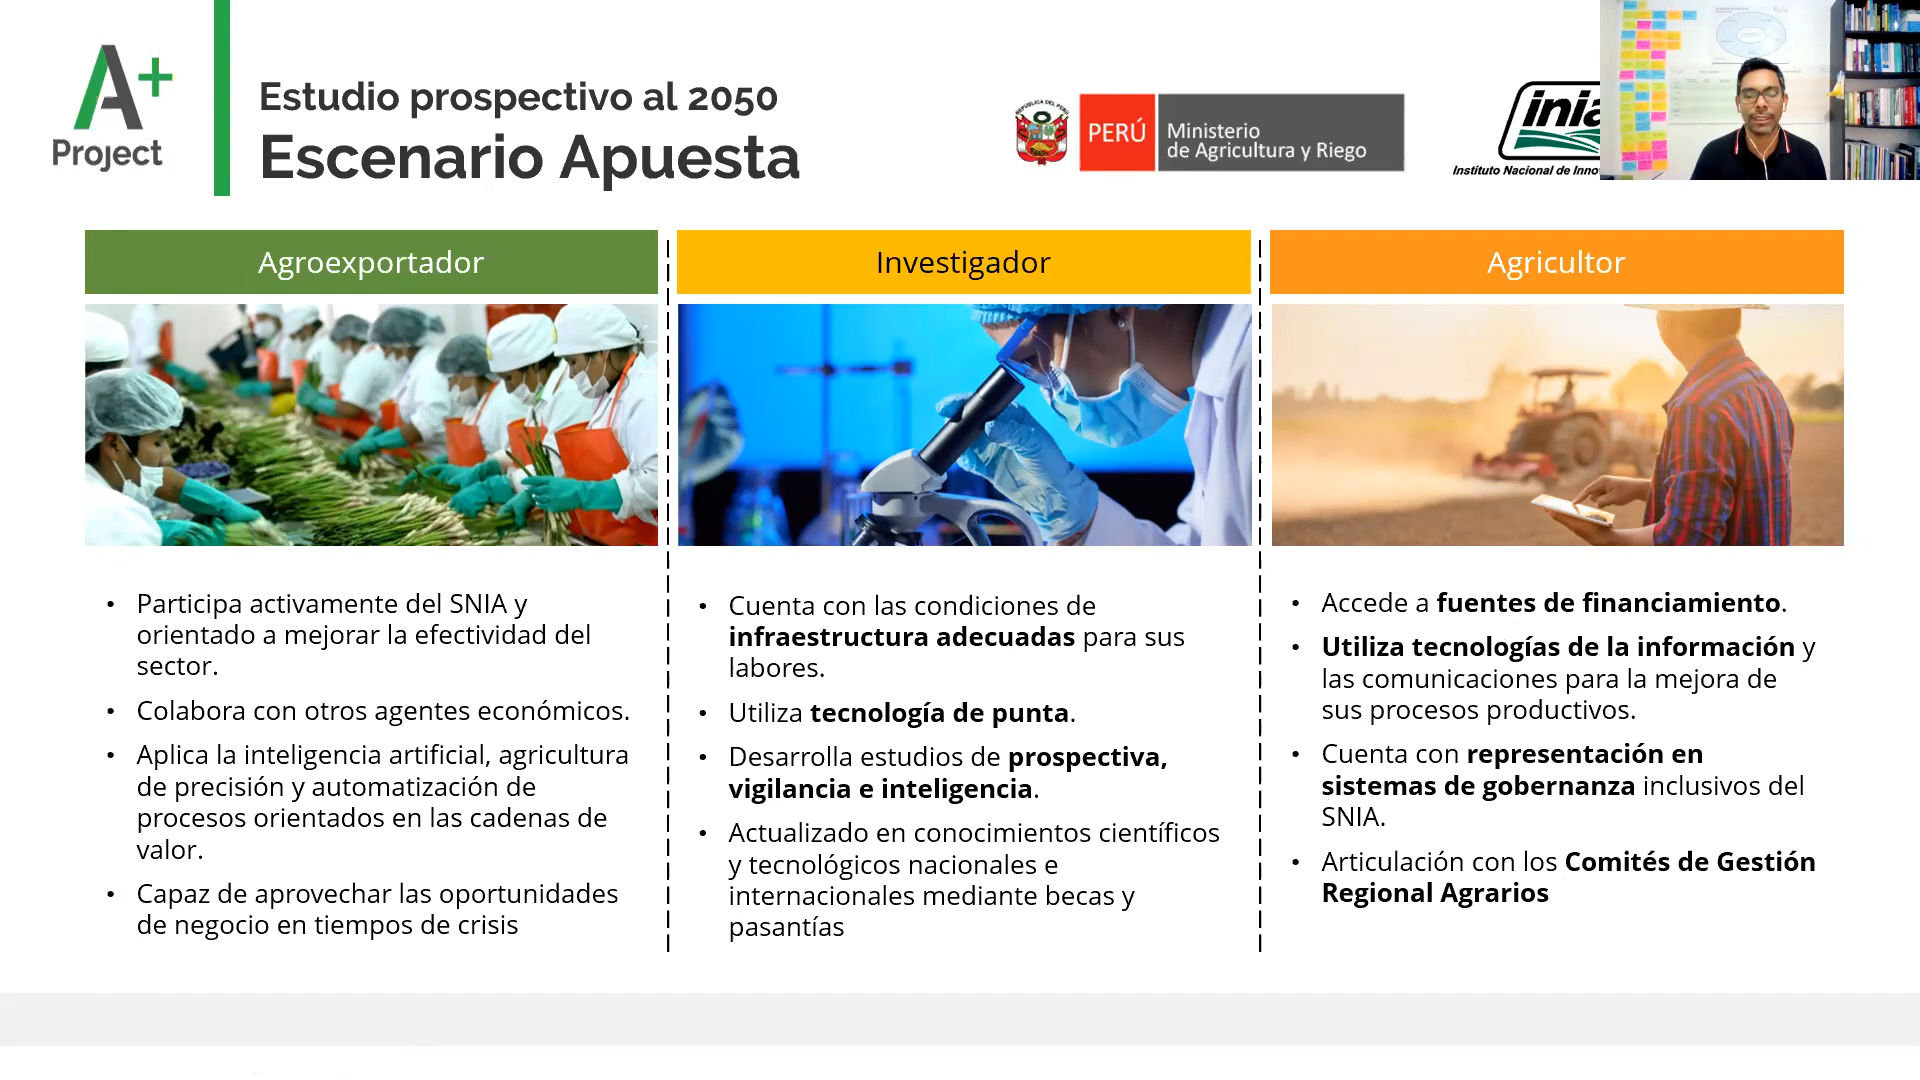 A+
Project
Estudio prospectivo al 2050
Escenario Apuesta
REPÚBLICA DEL PERÚ
PERÚ
Ministerio
de Agricultura y Riego
inia
Instituto Nacional de
Agroexportador
Investigador
Agricultor
• Participa activamente del SNIA y
orientado a mejorar la efectividad del
sector.
• Colabora con otros agentes económicos.
• Aplica la inteligencia artificial, agricultura
de precisión y automatización de
procesos orientados en las cadenas de
valor.
• Capaz de aprovechar las oportunidades
de negocio en tiempos de crisis
• Cuenta con las condiciones de
infraestructura adecuadas para sus
labores.
• Utiliza tecnología de punta.
• Desarrolla estudios de prospectiva,
vigilancia e inteligencia.
• Actualizado en conocimientos científicos
y tecnológicos nacionales e
internacionales mediante becas y
pasantías
• Accede a fuentes de financiamiento.
• Utiliza tecnologías de la información y
las comunicaciones para la mejora de
sus procesos productivos.
• Cuenta con representación en
sistemas de gobernanza inclusivos del
SNIA.
• Articulación con los Comités de Gestión
Regional Agrarios